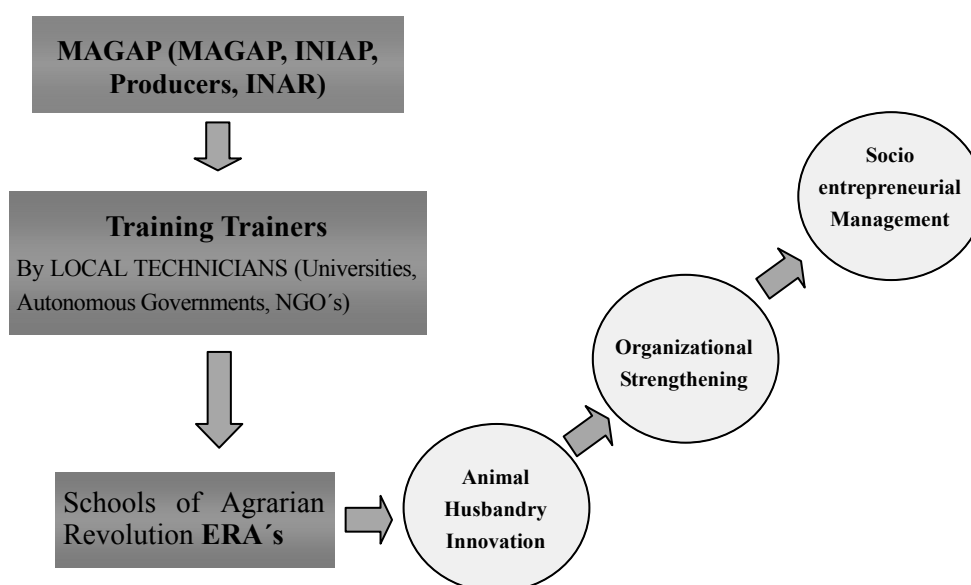 MAGAP (MAGAP, INIAP,
Producers, INAR)
Training Trainers
By LOCAL TECHNICIANS (Universities,
Autonomous Governments, NGO´s)
Schools of Agrarian
Revolution ERA´s
Animal
Husbandry
Innovation
Organizational
Strengthening
Socio
entrepreneurial
Management